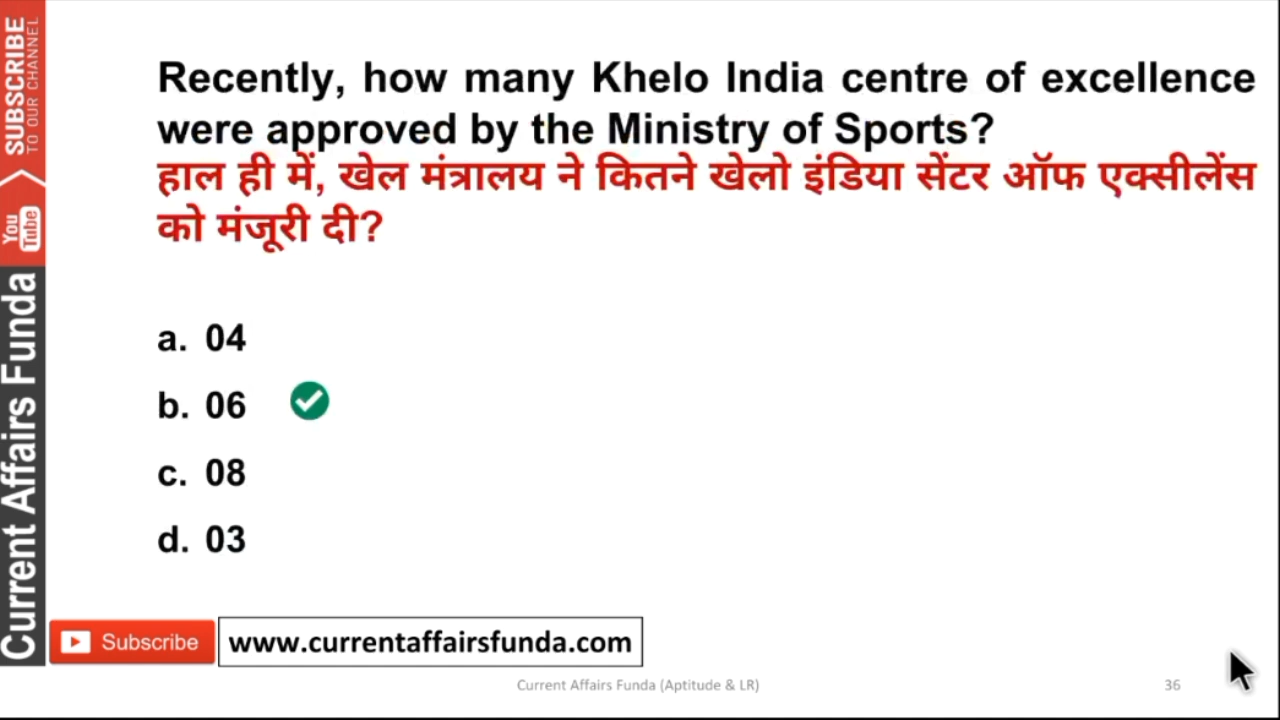 Recently, how many Khelo India centre of excellence
were approved by the Ministry of Sports?
हाल ही में, खेल मंत्रालय ने कितने खेलो इंडिया सेंटर ऑफ एक्सीलेंस
को मंजूरी दी?
a. 04
b. 06
c. 08
d. 03
SUBSCRIBE
TO OUR CHANNEL
You
Tube
Current Affairs Funda
Subscribe
www.currentaffairsfunda.com
Current Affairs Funda (Aptitude & LR)
36